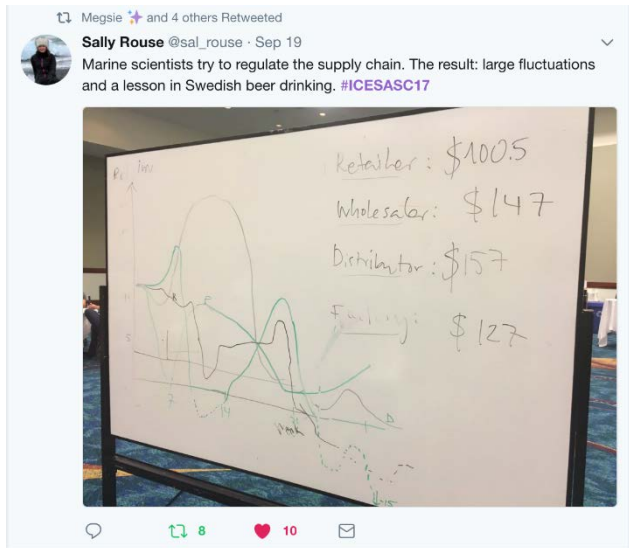 Megsie and 4 others Retweeted
Sally Rouse @sal_rouse · Sep 19
Marine scientists try to regulate the supply chain. The result: large fluctuations
and a lesson in Swedish beer drinking. #ICESASC17
Inv
Retailer: $100.5
Wholesaler: $147
Distributor: $157
$127
5
7
14
D
8
10